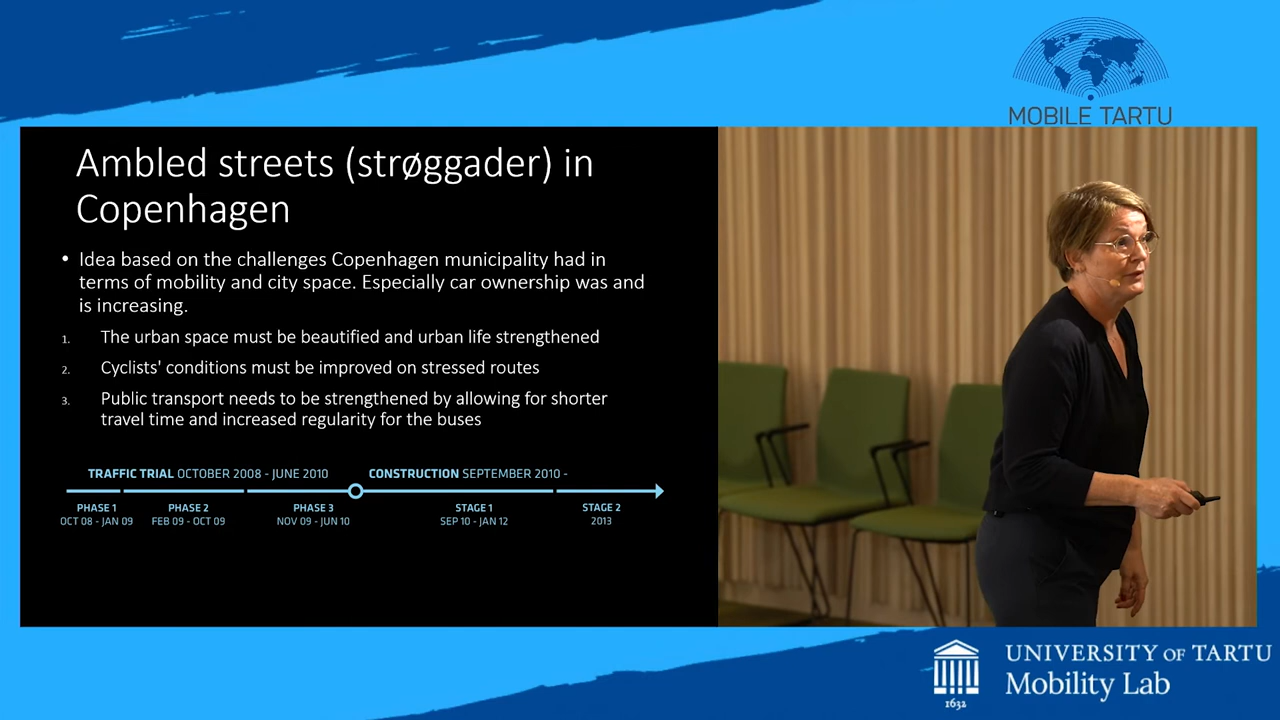 MOBILE TARTU
Ambled streets (strøggader) in
Copenhagen
• Idea based on the challenges Copenhagen municipality had in
terms of mobility and city space. Especially car ownership was and
is increasing.
1. The urban space must be beautified and urban life strengthened
2. Cyclists' conditions must be improved on stressed routes
3. Public transport needs to be strengthened by allowing for shorter
travel time and increased regularity for the buses
TRAFFIC TRIAL OCTOBER 2008 - JUNE 2010
CONSTRUCTION SEPTEMBER 2010 -
PHASE 1
OCT 08 - JAN 09
PHASE 2
FEB 09 - OCT 09
PHASE 3
NOV 09 - JUN 10
STAGE 1
SEP 10 - JAN 12
STAGE 2
2013
1632
UNIVERSITY OF TARTU
Mobility Lab